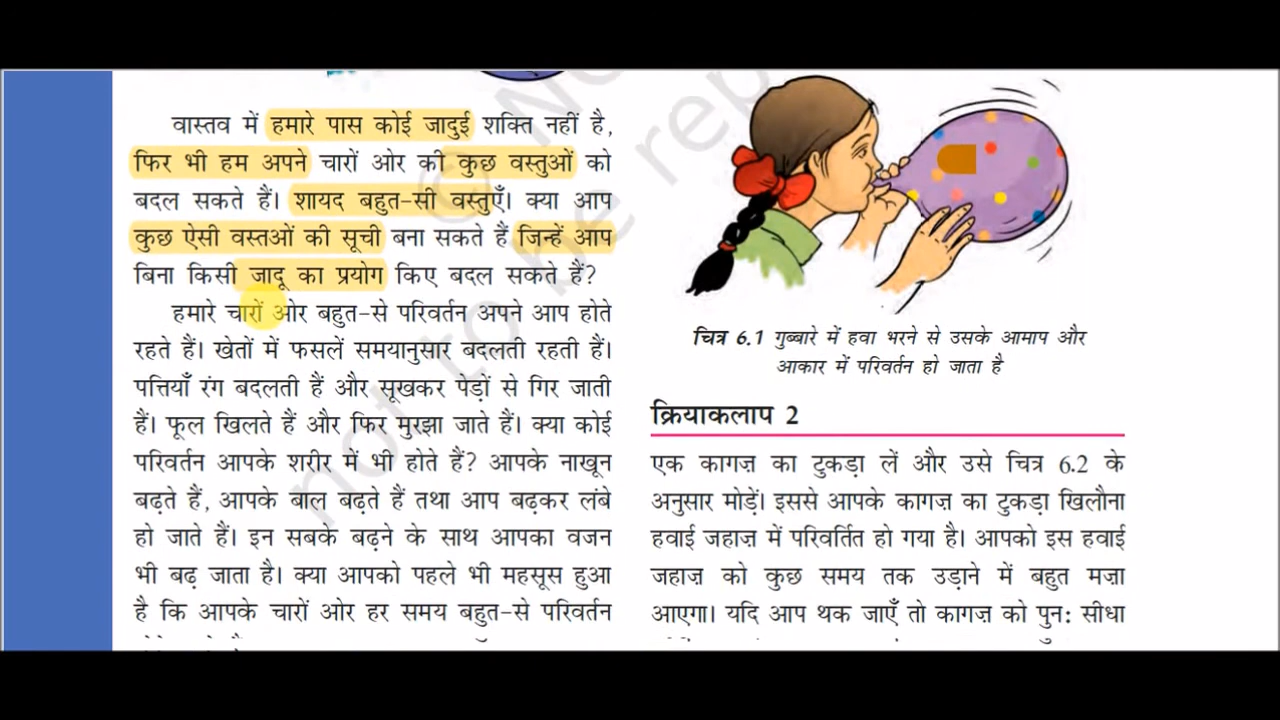 वास्तव में हमारे पास कोई जादुई शक्ति नहीं है,
फिर भी हम अपने चारों ओर की कुछ वस्तुओं को
बदल सकते हैं। शायद बहुत-सी वस्तुएँ। क्या आप
कुछ ऐसी वस्तओं की सूची बना सकते हैं जिन्हें आप
बिना किसी जादू का प्रयोग किए बदल सकते हैं?
हमारे चारों ओर बहुत-से परिवर्तन अपने आप होते
रहते हैं। खेतों में फसलें समयानुसार बदलती रहती हैं।
पत्तियाँ रंग बदलती हैं और सूखकर पेड़ों से गिर जाती
हैं। फूल खिलते हैं और फिर मुरझा जाते हैं। क्या कोई
परिवर्तन आपके शरीर में भी होते हैं? आपके नाखून
बढ़ते हैं, आपके बाल बढ़ते हैं तथा आप बढ़कर लंबे
हो जाते हैं। इन सबके बढ़ने के साथ आपका वजन
भी बढ़ जाता है। क्या आपको पहले भी महसूस हुआ
है कि आपके चारों ओर हर समय बहुत-से परिवर्तन
चित्र 6.1 गुब्बारे में हवा भरने से उसके आमाप और
आकार में परिवर्तन हो जाता है
क्रियाकलाप 2
एक कागज़ का टुकड़ा लें और उसे चित्र 6.2 के
अनुसार मोड़ें। इससे आपके कागज़ का टुकड़ा खिलौना
हवाई जहाज़ में परिवर्तित हो गया है। आपको इस हवाई
जहाज़ को कुछ समय तक उड़ाने में बहुत मज़ा
आएगा। यदि आप थक जाएँ तो कागज़ को पुन: सीधा
© N
not to be rep